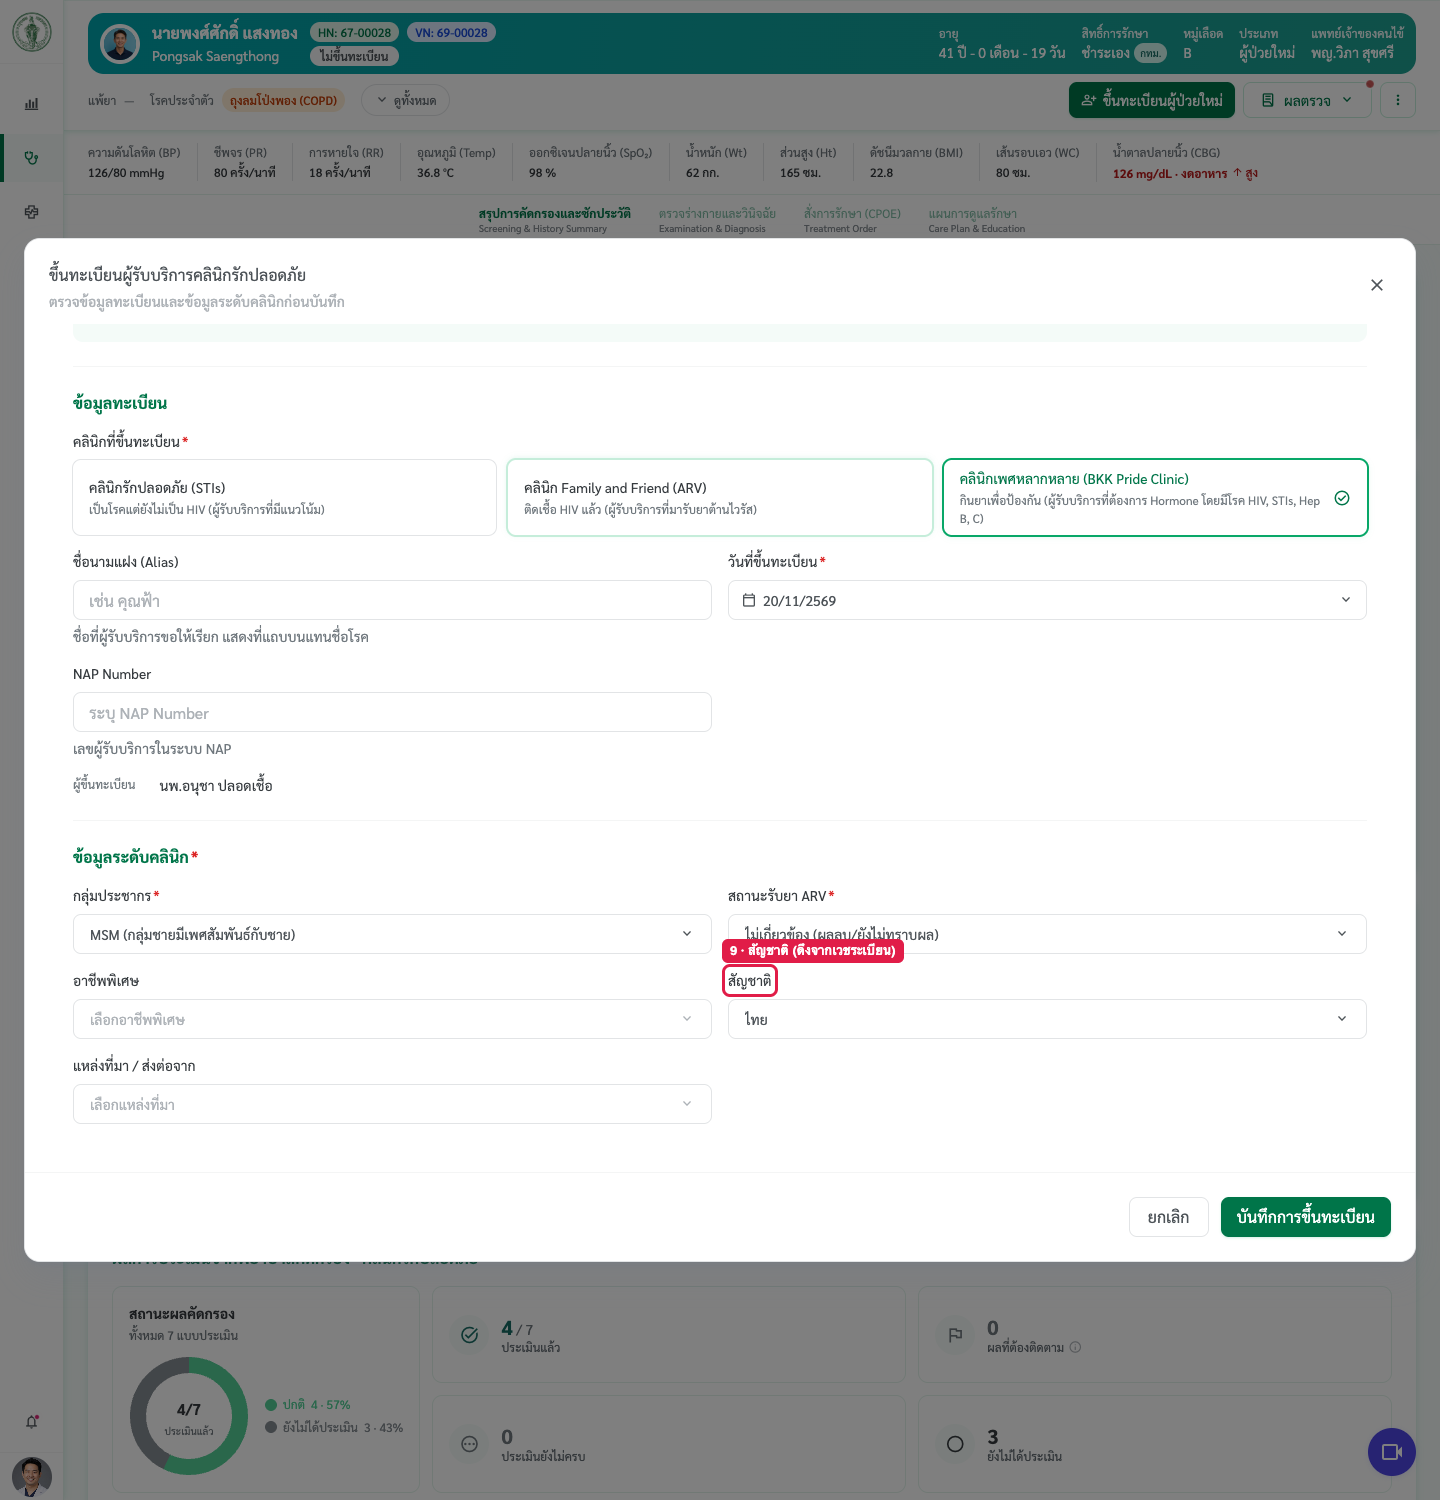 นายพงศ์ศักดิ์ แสงทอง
HN: 67-00028
VN: 69-00028
Pongsak Saengthong
ไม่ขึ้นทะเบียน
อายุ
41 ปี - 0 เดือน - 19 วัน
สิทธิ์การรักษา
ชำระเอง กทม.
หมู่เลือด
B
ประเภท
ผู้ป่วยใหม่
แพทย์เจ้าของคนไข้
พญ.วิภา สุขศรี
แพ้ยา —
โรคประจำตัว ถุงลมโป่งพอง (COPD)
ดูทั้งหมด
ขึ้นทะเบียนผู้ป่วยใหม่
ผลตรวจ
ความดันโลหิต (BP)
126/80 mmHg
ชีพจร (PR)
80 ครั้ง/นาที
การหายใจ (RR)
18 ครั้ง/นาที
อุณหภูมิ (Temp)
36.8 °C
ออกซิเจนปลายนิ้ว (SpO₂)
98 %
น้ำหนัก (Wt)
62 กก.
ส่วนสูง (Ht)
165 ซม.
ดัชนีมวลกาย (BMI)
22.8
เส้นรอบเอว (WC)
80 ซม.
น้ำตาลปลายนิ้ว (CBG)
126 mg/dL · งดอาหาร ↑ สูง
สรุปการคัดกรองและซักประวัติ
Screening & History Summary
ตรวจร่างกายและวินิจฉัย
Examination & Diagnosis
สั่งการรักษา (CPOE)
Treatment Order
แผนการดูแลรักษา
Care Plan & Education
ขึ้นทะเบียนผู้รับบริการคลินิกรักปลอดภัย
ตรวจข้อมูลทะเบียนและข้อมูลระดับคลินิกก่อนบันทึก
ข้อมูลทะเบียน
คลินิกที่ขึ้นทะเบียน *
คลินิกรักปลอดภัย (STIs)
เป็นโรคแต่ยังไม่เป็น HIV (ผู้รับบริการที่มีแนวโน้ม)
คลินิก Family and Friend (ARV)
ติดเชื้อ HIV แล้ว (ผู้รับบริการที่มารับยาต้านไวรัส)
คลินิกเพศหลากหลาย (BKK Pride Clinic)
กินยาเพื่อป้องกัน (ผู้รับบริการที่ต้องการ Hormone โดยมีโรค HIV, STIs, Hep
B, C)
ชื่อนามแฝง (Alias)
เช่น คุณฟ้า
ชื่อที่ผู้รับบริการขอให้เรียก แสดงที่แถบบนแทนชื่อโรค
วันที่ขึ้นทะเบียน *
20/11/2569
NAP Number
ระบุ NAP Number
เลขผู้รับบริการในระบบ NAP
ผู้ขึ้นทะเบียน นพ.อนุชา ปลอดเชื้อ
ข้อมูลระดับคลินิก *
กลุ่มประชากร *
MSM (กลุ่มชายมีเพศสัมพันธ์กับชาย)
สถานะรับยา ARV *
ไม่เกี่ยวข้อง (ผลลบ/ยังไม่ทราบผล)
9 · สัญชาติ (ดึงจากเวชระเบียน)
อาชีพพิเศษ
เลือกอาชีพพิเศษ
สัญชาติ
ไทย
แหล่งที่มา / ส่งต่อจาก
เลือกแหล่งที่มา
ยกเลิก
บันทึกการขึ้นทะเบียน
สถานะผลคัดกรอง
ทั้งหมด 7 แบบประเมิน
4/7
ประเมินแล้ว
ปกติ 4 · 57%
ยังไม่ได้ประเมิน 3 · 43%
4 / 7
ประเมินแล้ว
0
ผลที่ต้องติดตาม
0
ประเมินยังไม่ครบ
3
ยังไม่ได้ประเมิน